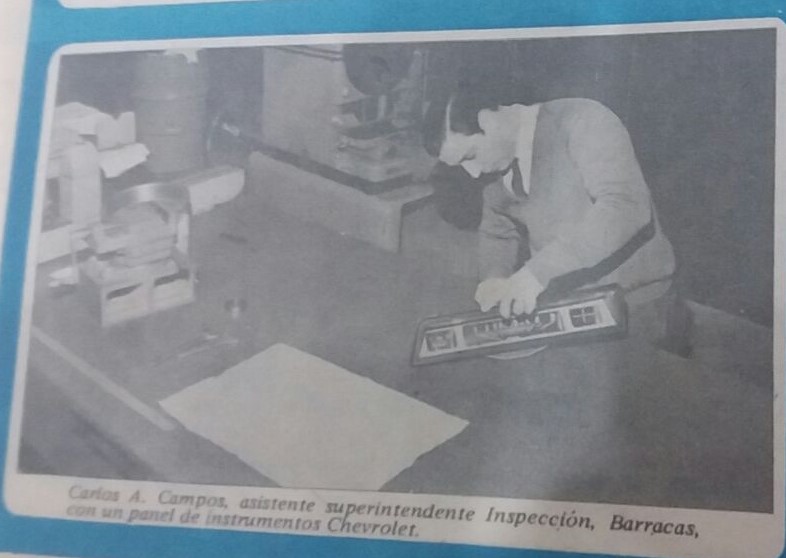 Carlos A. Campos, asistente superintendente Inspección, Barracas,
con un panel de instrumentos Chevrolet.